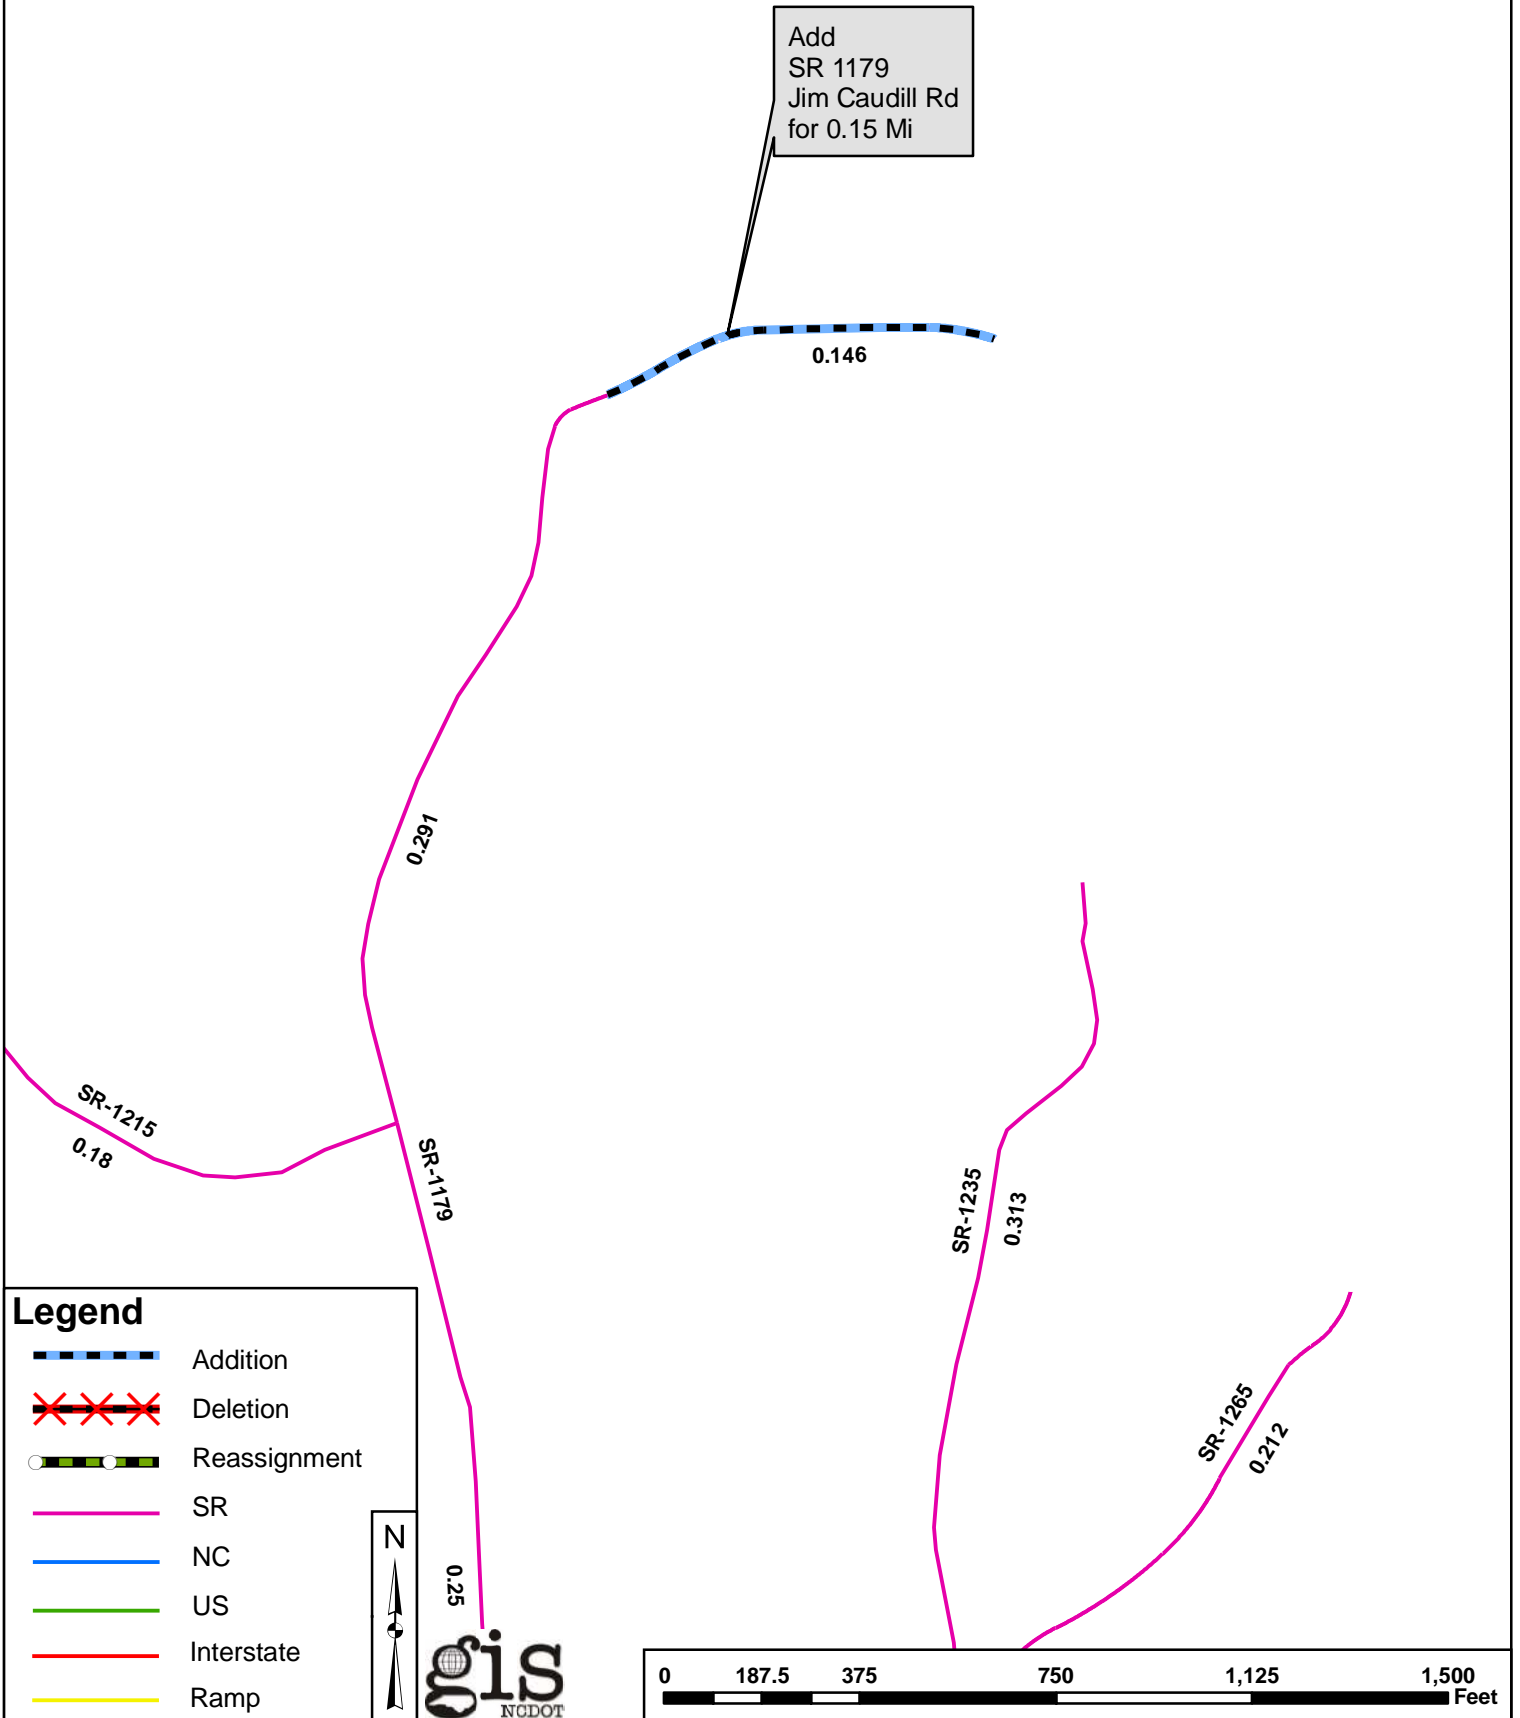 Add
SR 1179
Jim Caudill Rd
for 0.15 Mi
0.146
0.291
SR-1215
0.18
SR-1179
SR-1235
0.313
SR-1265
0.212
0.25
Legend
Addition
Deletion
Reassignment
SR
NC
US
Interstate
Ramp
N
gis
NCDOT
0 187.5 375 750 1,125 1,500
Feet